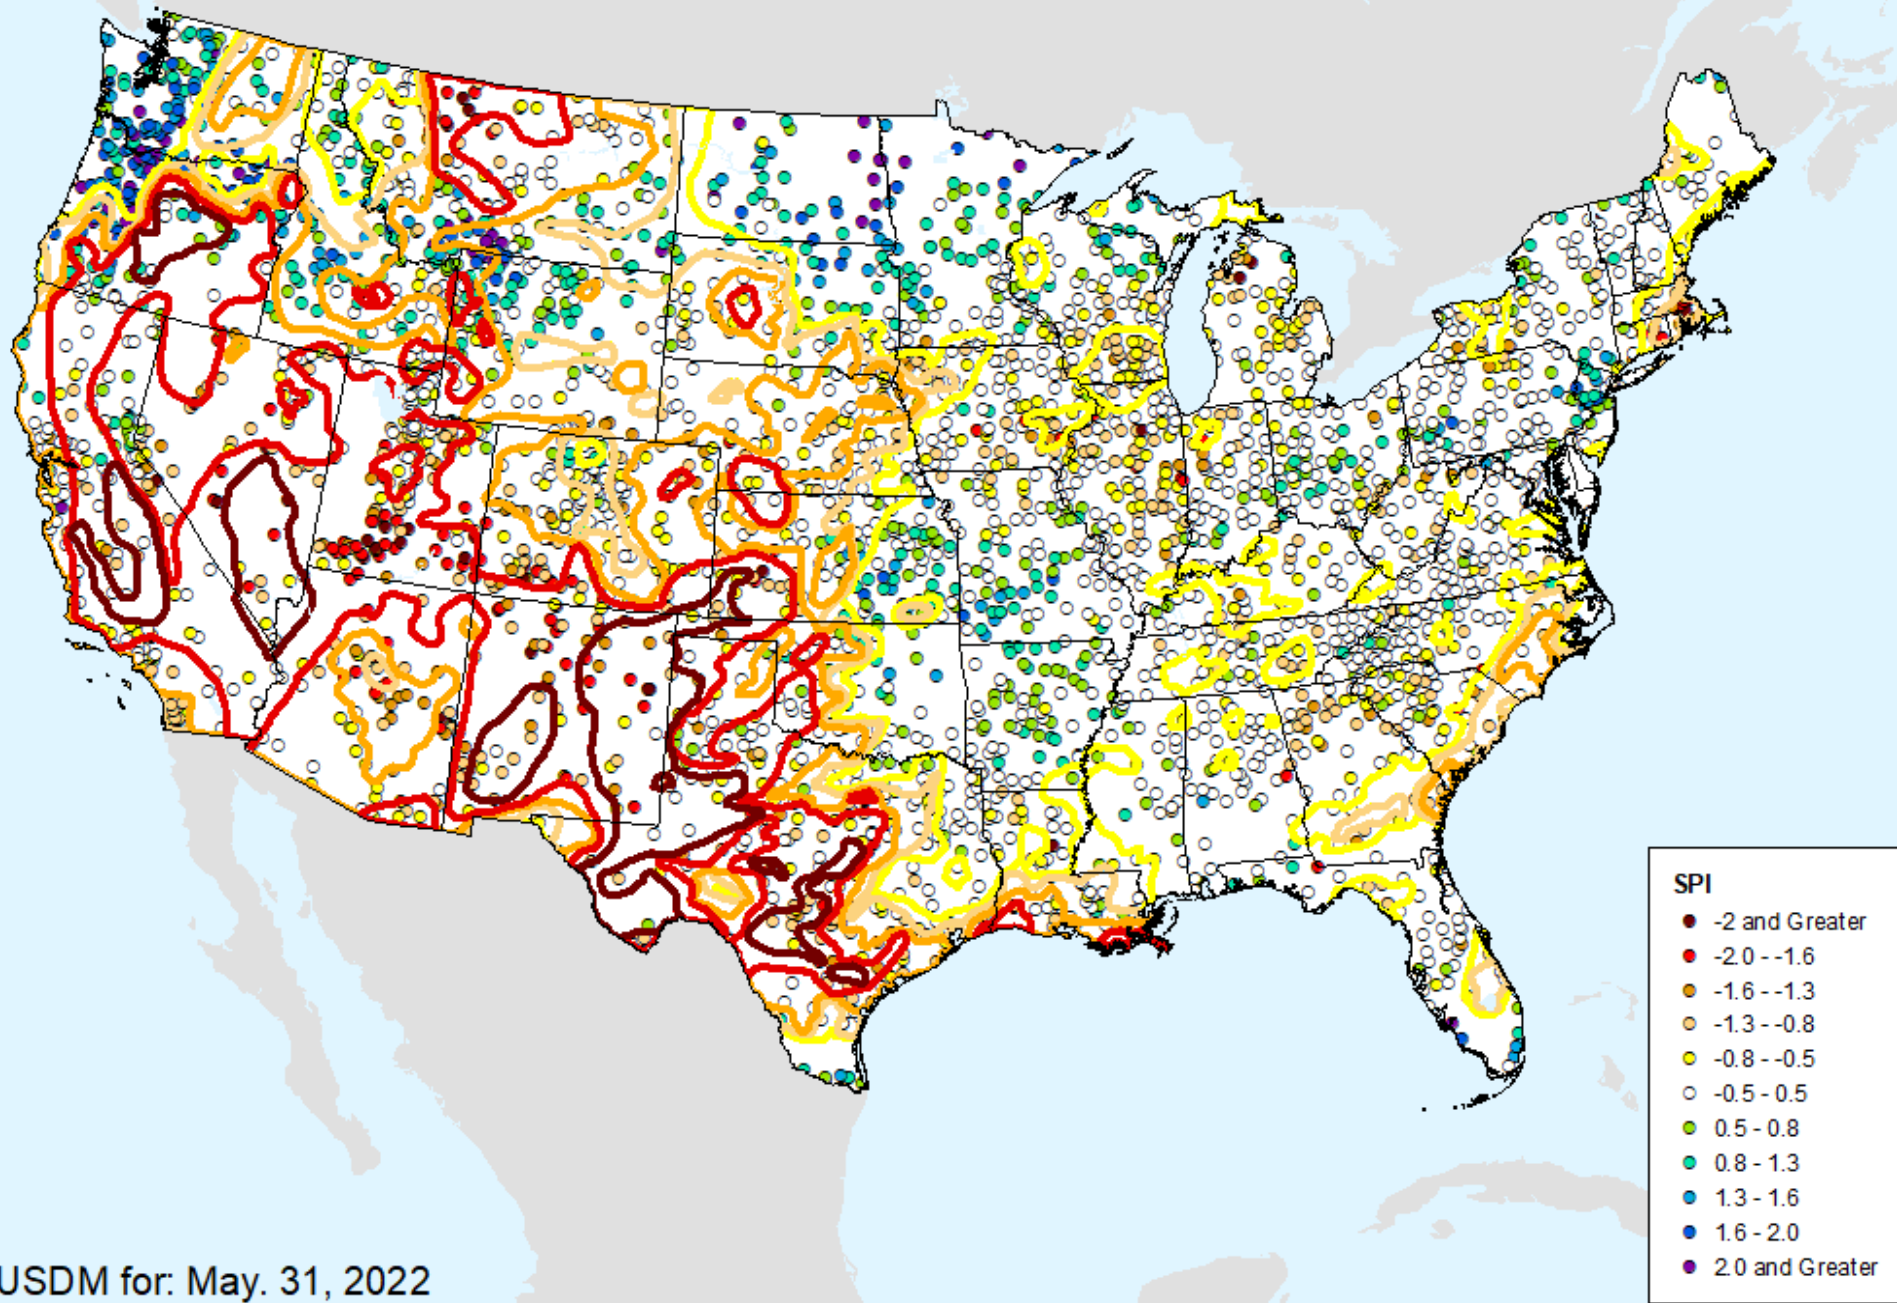 SPI
-2 and Greater
-2.0 - -1.6
-1.6 - -1.3
-1.3 - -0.8
-0.8 - -0.5
-0.5 - 0.5
0.5 - 0.8
0.8 - 1.3
1.3 - 1.6
1.6 - 2.0
2.0 and Greater
USDM for: May. 31, 2022